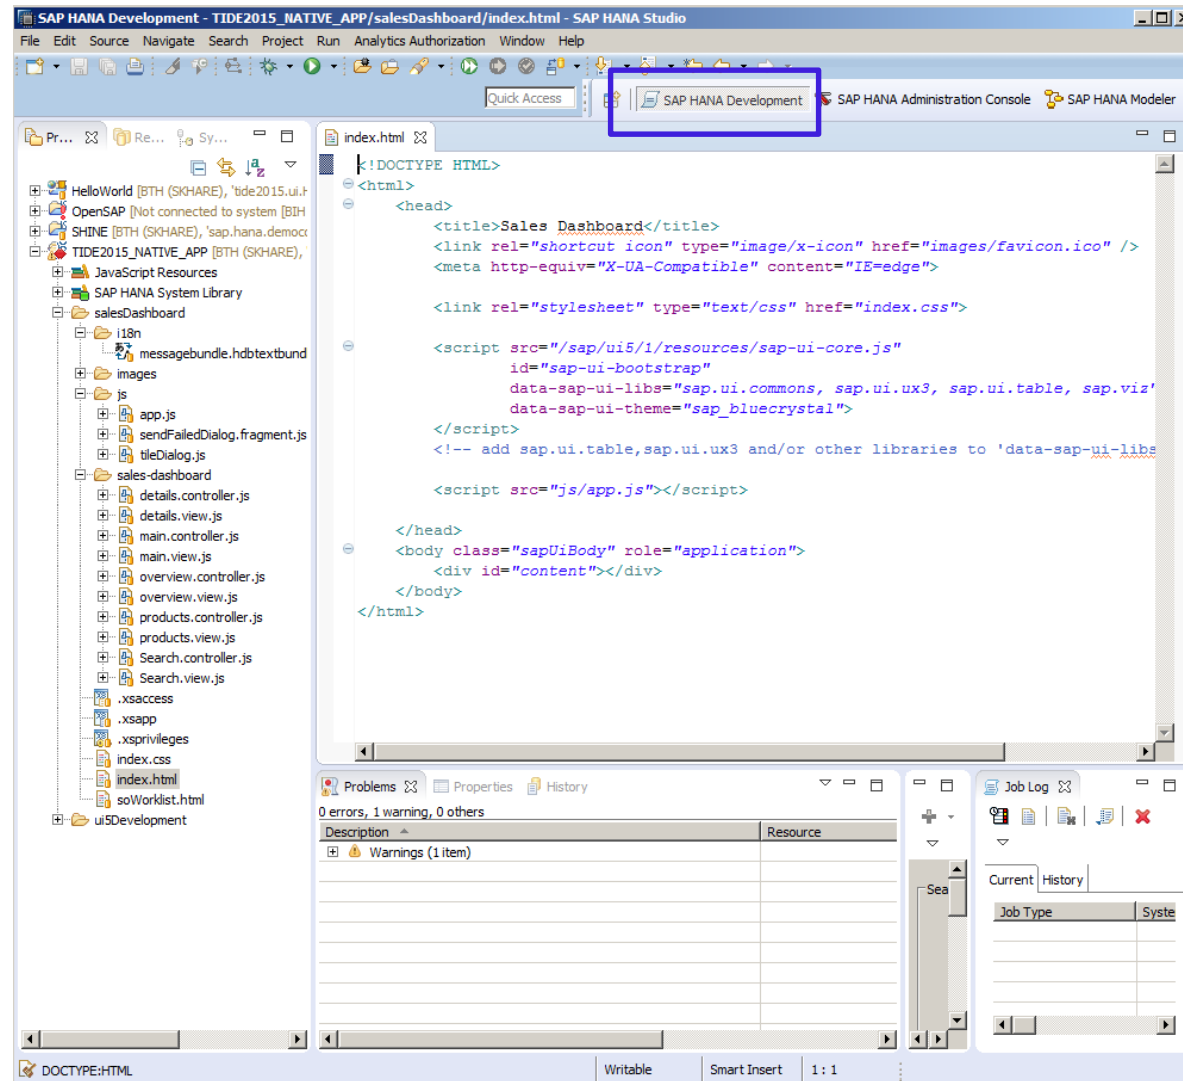 SAP HANA Development - TIDE2015_NATIVE_APP/salesDashboard/index.html - SAP HANA Studio
File Edit Source Navigate Search Project Run Analytics Authorization Window Help
Quick Access
SAP HANA Development
SAP HANA Administration Console
SAP HANA Modeler
Pr...
Re...
Sy...
HelloWorld [BTH (SKHARE), 'tide2015.ui.
OpenSAP [Not connected to system [BIH
SHINE [BTH (SKHARE), 'sap.hana.democ
TIDE2015_NATIVE_APP [BTH (SKHARE),
JavaScript Resources
SAP HANA System Library
salesDashboard
i18n
messagebundle.hdbtextbund
images
js
app.js
sendFailedDialog.fragment.js
tileDialog.js
sales-dashboard
details.controller.js
details.view.js
main.controller.js
main.view.js
overview.controller.js
overview.view.js
products.controller.js
products.view.js
Search.controller.js
Search.view.js
.xsaccess
.xsapp
.xsprivileges
index.css
index.html
soWorklist.html
ui5Development
index.html
<!DOCTYPE HTML>
<html>
<head>
<title>Sales Dashboard</title>
<link rel="shortcut icon" type="image/x-icon" href="images/favicon.ico" />
<meta http-equiv="X-UA-Compatible" content="IE=edge">
<link rel="stylesheet" type="text/css" href="index.css">
<script src="/sap/ui5/1/resources/sap-ui-core.js"
id="sap-ui-bootstrap"
data-sap-ui-libs="sap.ui.commons, sap.ui.ux3, sap.ui.table, sap.viz"
data-sap-ui-theme="sap_bluecrystal">
</script>
<!-- add sap.ui.table,sap.ui.ux3 and/or other libraries to 'data-sap-ui-libs
<script src="js/app.js"></script>
</head>
<body class="sapUiBody" role="application">
<div id="content"></div>
</body>
</html>
Problems
Properties
History
0 errors, 1 warning, 0 others
Description
Resource
Warnings (1 item)
Sea
Job Log
Current
History
Job Type
Syste
DOCTYPE:HTML
Writable
Smart Insert
1 : 1